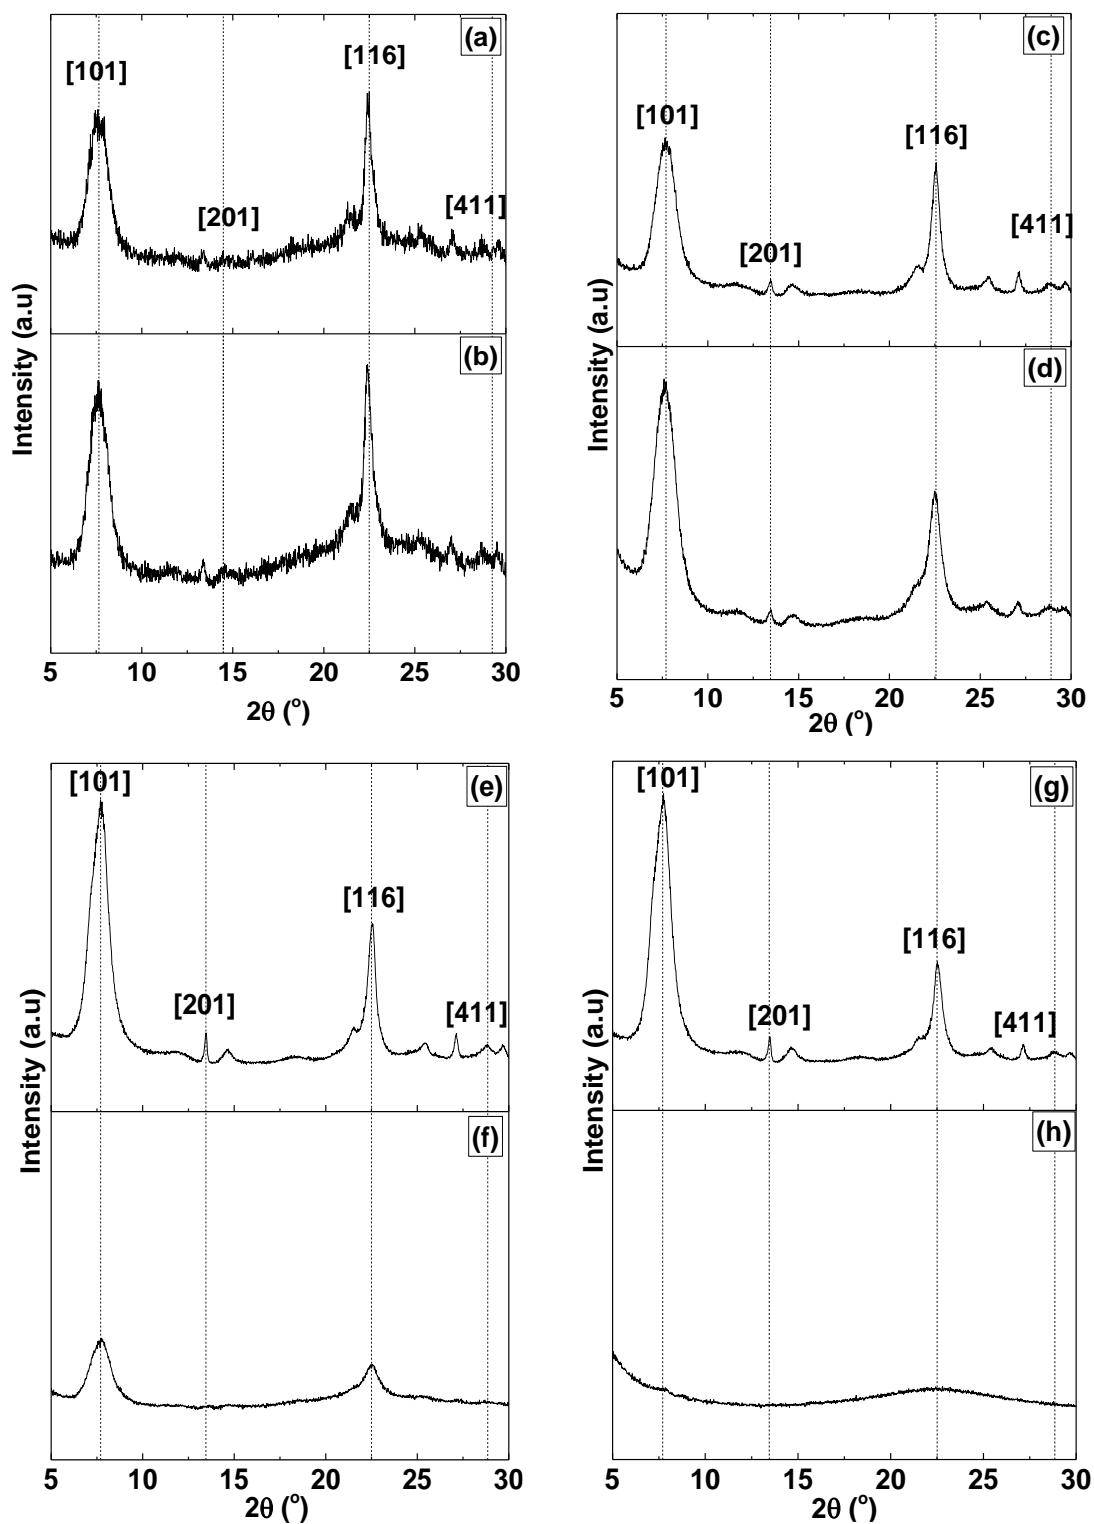 (a)
[101]
[116]
[201]
[411]
(b)
Intensity (a.u)
5 10 15 20 25 30
2θ (°)
(c)
[101]
[116]
[201]
[411]
(d)
Intensity (a.u)
5 10 15 20 25 30
2θ (°)
(e)
[101]
[116]
[201]
[411]
(f)
Intensity (a.u)
5 10 15 20 25 30
2θ (°)
(g)
[101]
[116]
[201]
[411]
(h)
Intensity (a.u)
5 10 15 20 25 30
2θ (°)